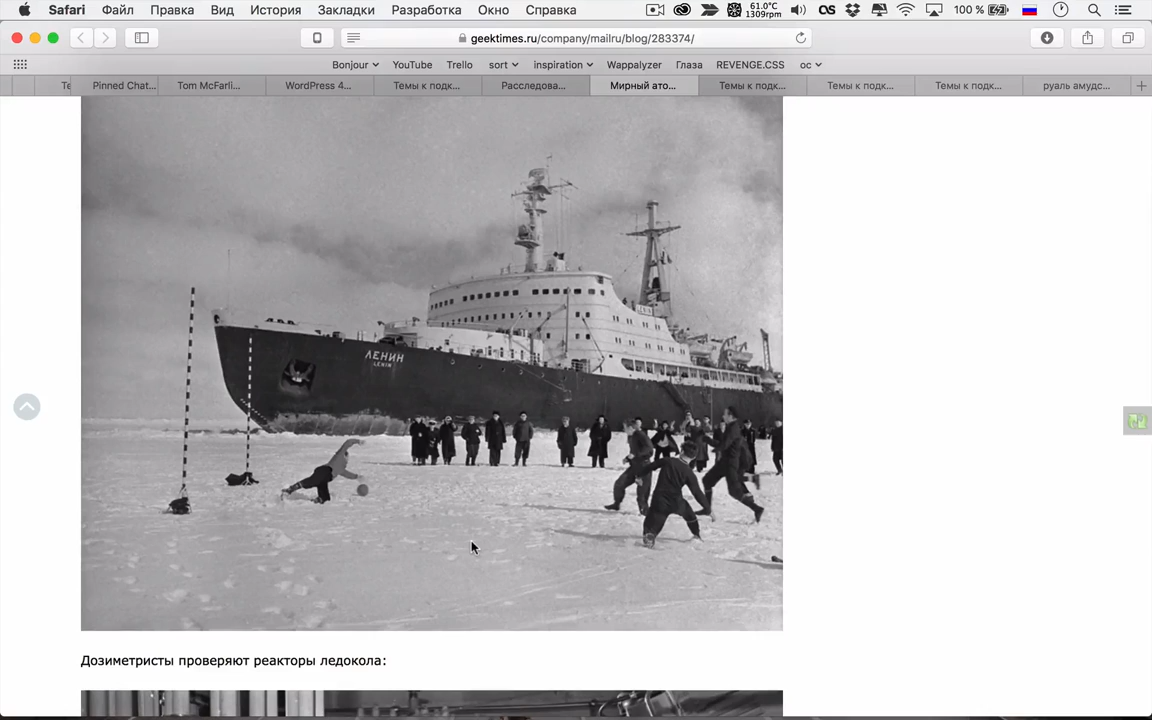 Safari Файл Правка Вид История Закладки Разработка Окно Справка 61.0°C 1309rpm 100 %
geektimes.ru/company/mailru/blog/283374/
Bonjour YouTube Trello sort inspiration Wappalyzer Глаза REVENGE.CSS ос
Те Pinned Chat... Tom McFarli... WordPress 4... Темы к подк... Расследова... Мирный ато... Темы к подк... Темы к подк... Темы к подк... руаль амудс...
ЛЕНИН
LENIN
Дозиметристы проверяют реакторы ледокола: